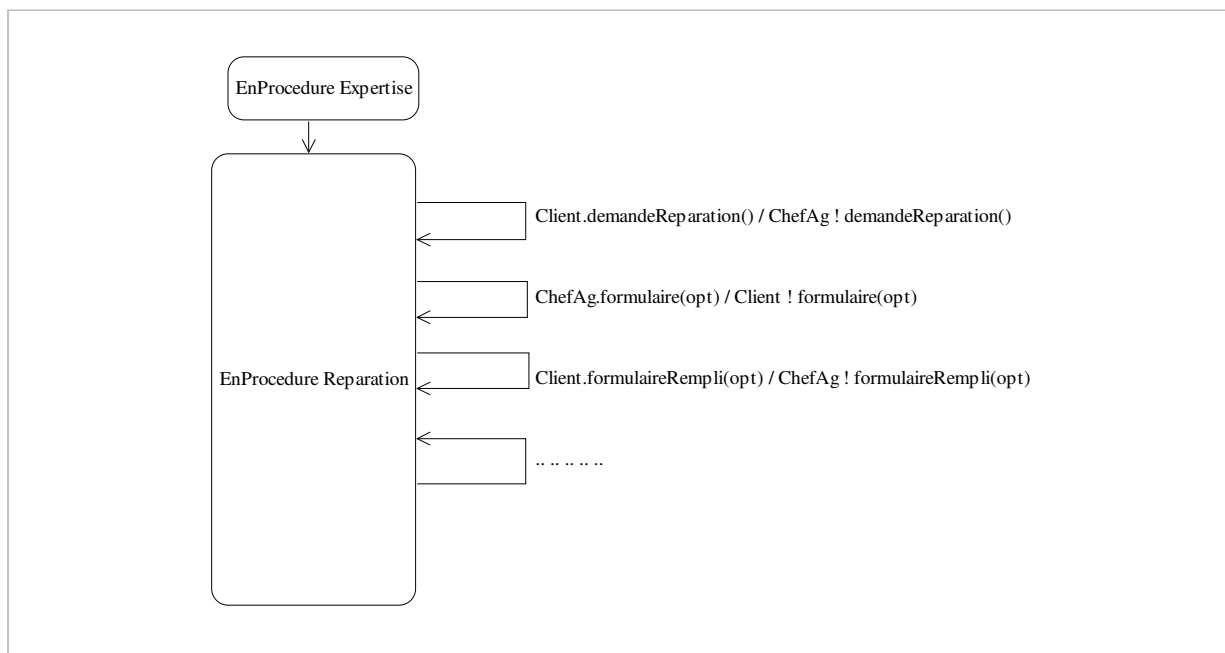 EnProcedure Expertise
Client.demandeReparation() / ChefAg ! demandeReparation()
ChefAg.formulaire(opt) / Client ! formulaire(opt)
EnProcedure Reparation
Client.formulaireRempli(opt) / ChefAg ! formulaireRempli(opt)
.. .. .. .. ..